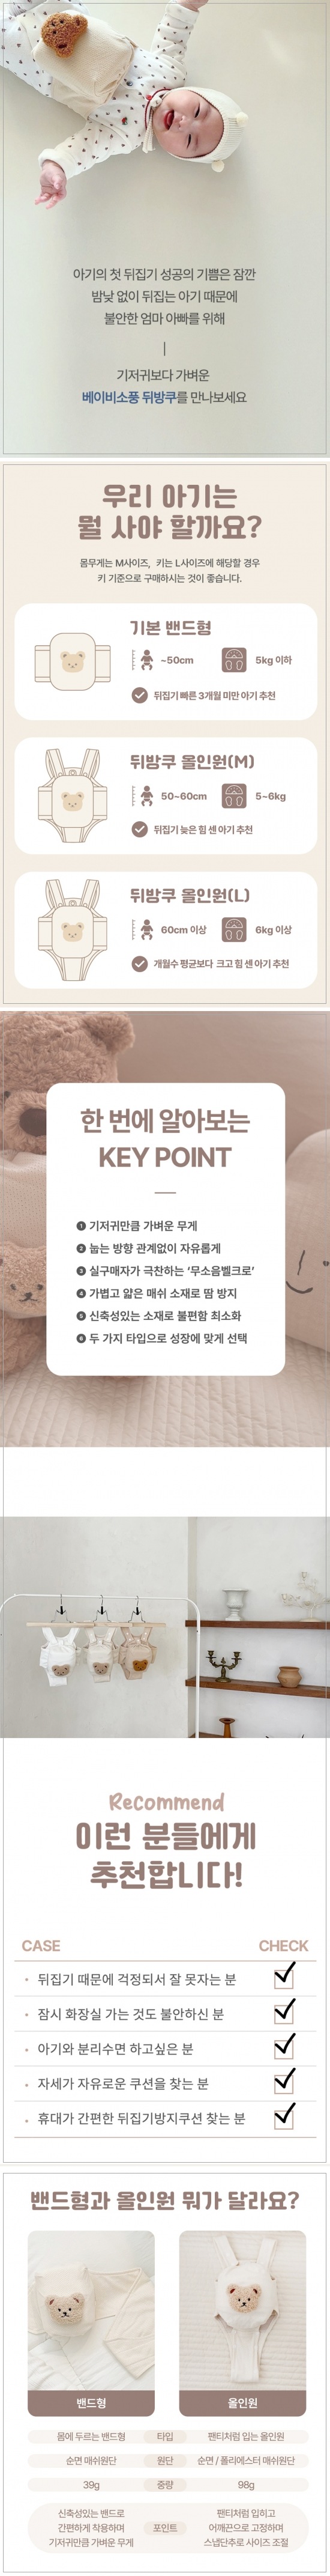 아기의 첫 뒤집기 성공의 기쁨은 잠깐
밤낮 없이 뒤집는 아기 때문에
불안한 엄마 아빠를 위해
기저귀보다 가벼운
베이비소풍 뒤방쿠를 만나보세요
우리 아기는
뭘 사야 할까요?
몸무게는 M사이즈, 키는 L사이즈에 해당할 경우
키 기준으로 구매하시는 것이 좋습니다.
기본 밴드형
~50cm 5kg 이하
뒤집기 빠른 3개월 미만 아기 추천
뒤방쿠 올인원(M)
50~60cm 5~6kg
뒤집기 늦은 힘 센 아기 추천
뒤방쿠 올인원(L)
60cm 이상 6kg 이상
개월수 평균보다 크고 힘 센 아기 추천
한 번에 알아보는
KEY POINT
1 기저귀만큼 가벼운 무게
2 눕는 방향 관계없이 자유롭게
3 실구매자가 극찬하는 '무소음벨크로'
4 가볍고 얇은 매쉬 소재로 땀 방지
5 신축성있는 소재로 불편함 최소화
6 두 가지 타입으로 성장에 맞게 선택
Recommend
이런 분들에게
추천합니다!
CASE CHECK
뒤집기 때문에 걱정되서 잘 못자는 분
잠시 화장실 가는 것도 불안하신 분
아기와 분리수면 하고싶은 분
자세가 자유로운 쿠션을 찾는 분
휴대가 간편한 뒤집기방지쿠션 찾는 분
밴드형과 올인원 뭐가 달라요?
밴드형 올인원
몸에 두르는 밴드형 타입 팬티처럼 입는 올인원
순면 매쉬원단 원단 순면 / 폴리에스터 매쉬원단
39g 중량 98g
신축성있는 밴드로 팬티처럼 입히고
간편하게 착용하며 포인트 어깨끈으로 고정하며
기저귀만큼 가벼운 무게 스냅단추로 사이즈 조절